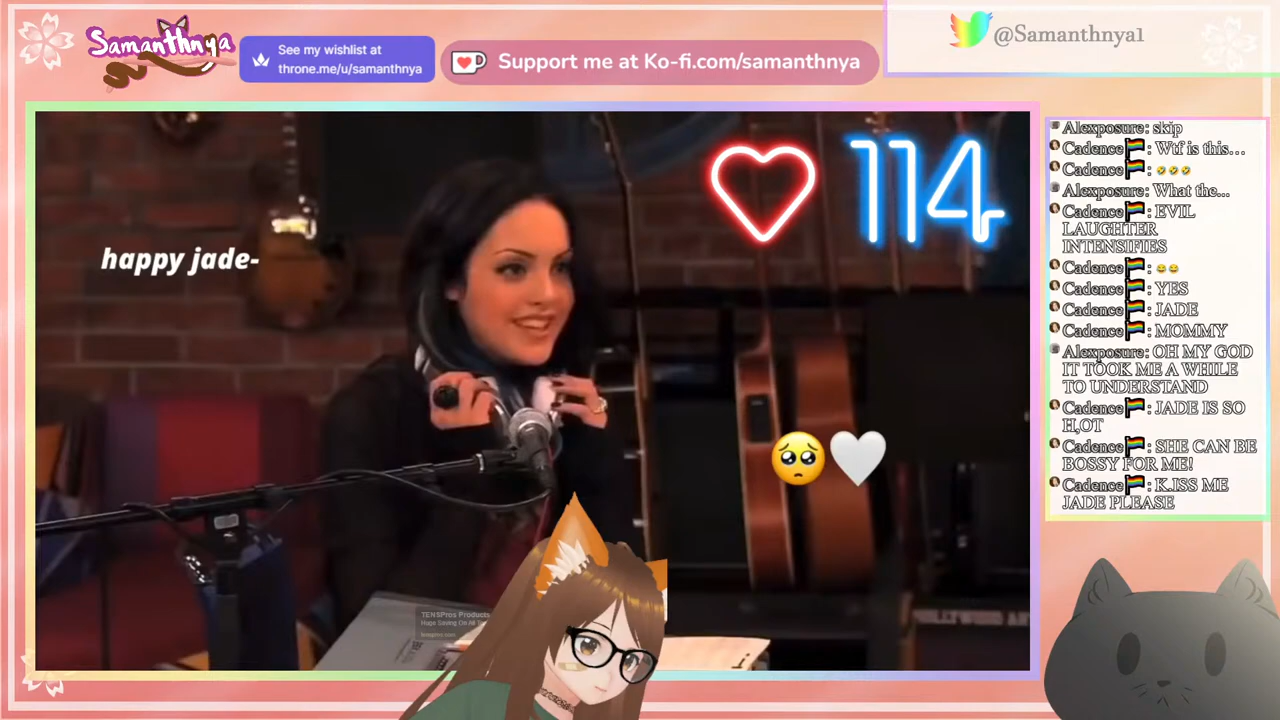 Samanthnya
See my wishlist at
throne.me/u/samanthnya
Support me at Ko-fi.com/samanthnya
@Samanthnya1
happy jade-
114
TENSPros Products
Alexposure: skip
Cadence: Wtf is this...
Cadence: 🤣🤣🤣
Alexposure: What the...
Cadence: EVIL
LAUGHTER
INTENSIFIES
Cadence: 😂😂
Cadence: YES
Cadence: JADE
Cadence: MOMMY
Alexposure: OH MY GOD
IT TOOK ME A WHILE
TO UNDERSTAND
Cadence: JADE IS SO
H,OT
Cadence: SHE CAN BE
BOSSY FOR ME!
Cadence: K.ISS ME
JADE PLEASE